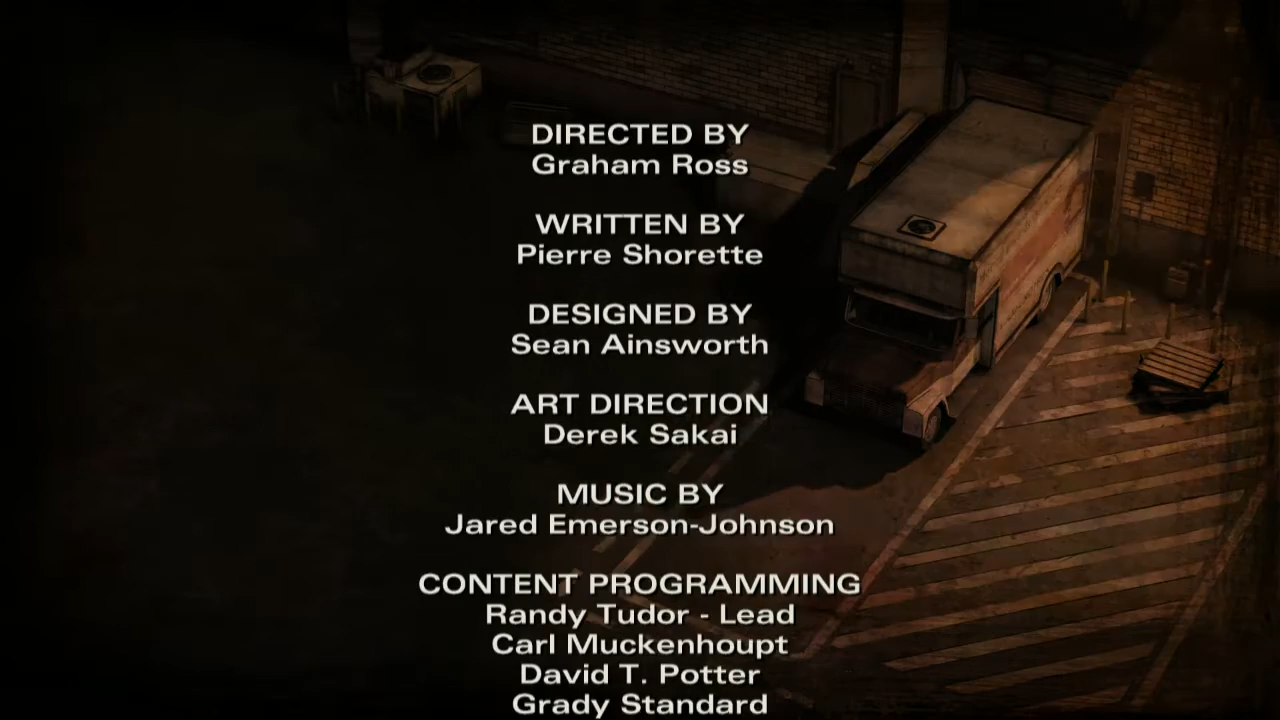 DIRECTED BY
Graham Ross
WRITTEN BY
Pierre Shorette
DESIGNED BY
Sean Ainsworth
ART DIRECTION
Derek Sakai
MUSIC BY
Jared Emerson-Johnson
CONTENT PROGRAMMING
Randy Tudor - Lead
Carl Muckenhoupt
David T. Potter
Grady Standard